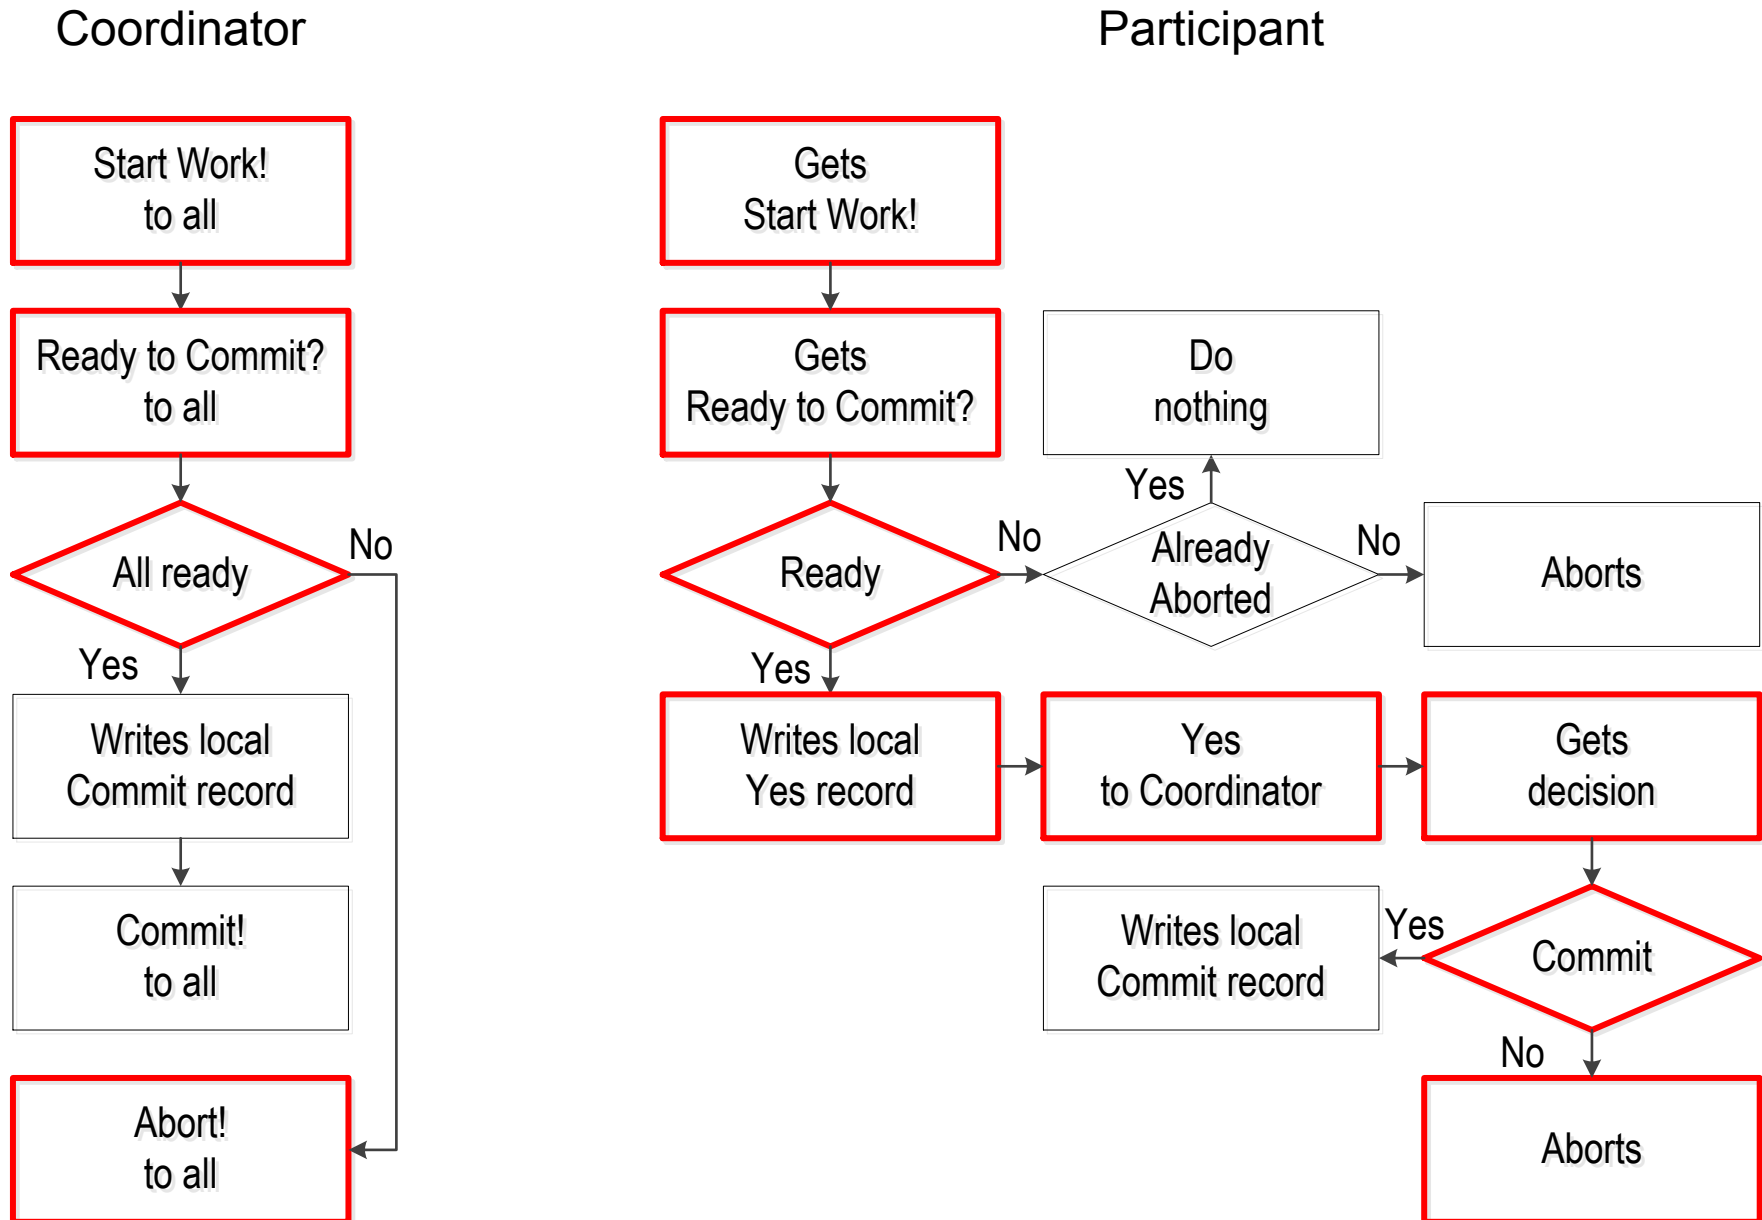 Coordinator
Participant
Start Work!
to all
Gets
Start Work!
Ready to Commit?
to all
Gets
Ready to Commit?
Do
nothing
Yes
All ready
No
Ready
No
Already
Aborted
No
Aborts
Yes
Yes
Writes local
Commit record
Writes local
Yes record
Yes
to Coordinator
Gets
decision
Commit!
to all
Writes local
Commit record
Yes
Commit
No
Abort!
to all
Aborts